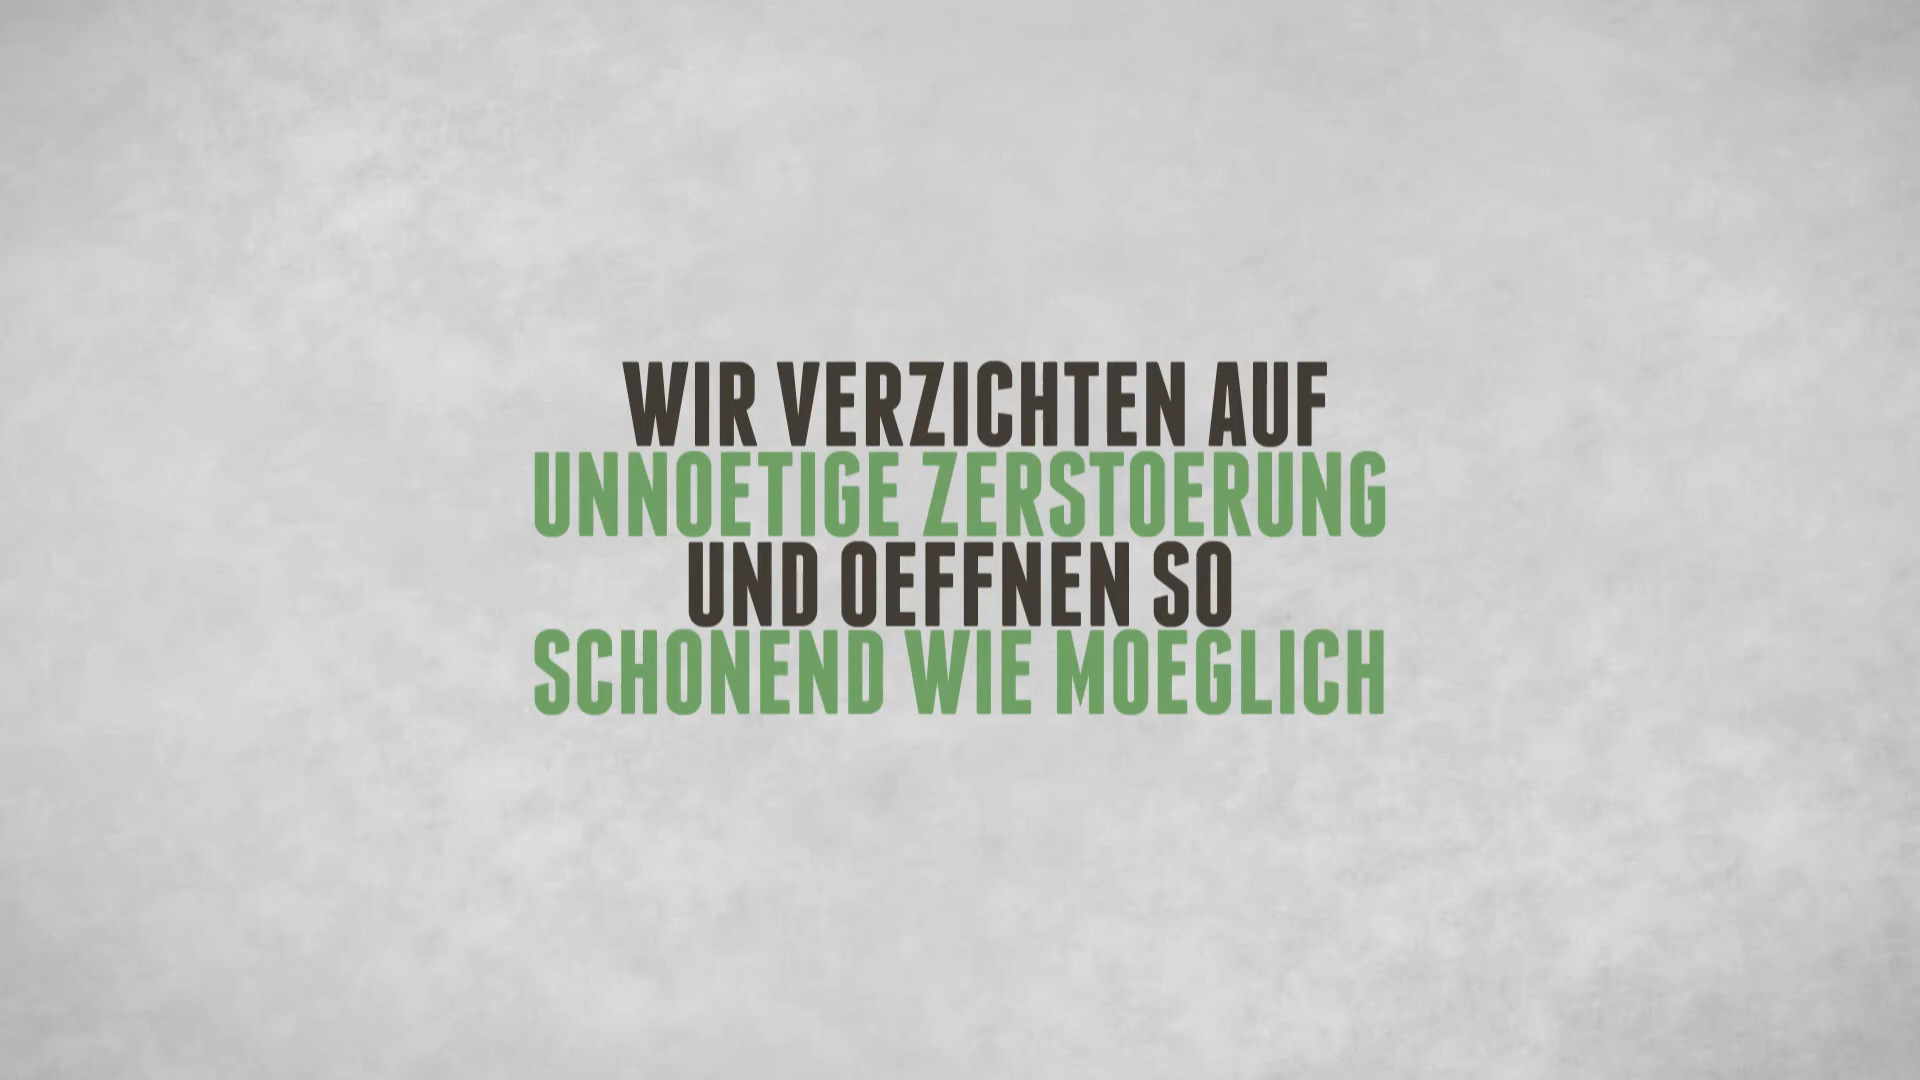 WIR VERZICHTEN AUF
UNNOETIGE ZERSTOERUNG
UND OEFFNEN SO
SCHONEND WIE MOEGLICH